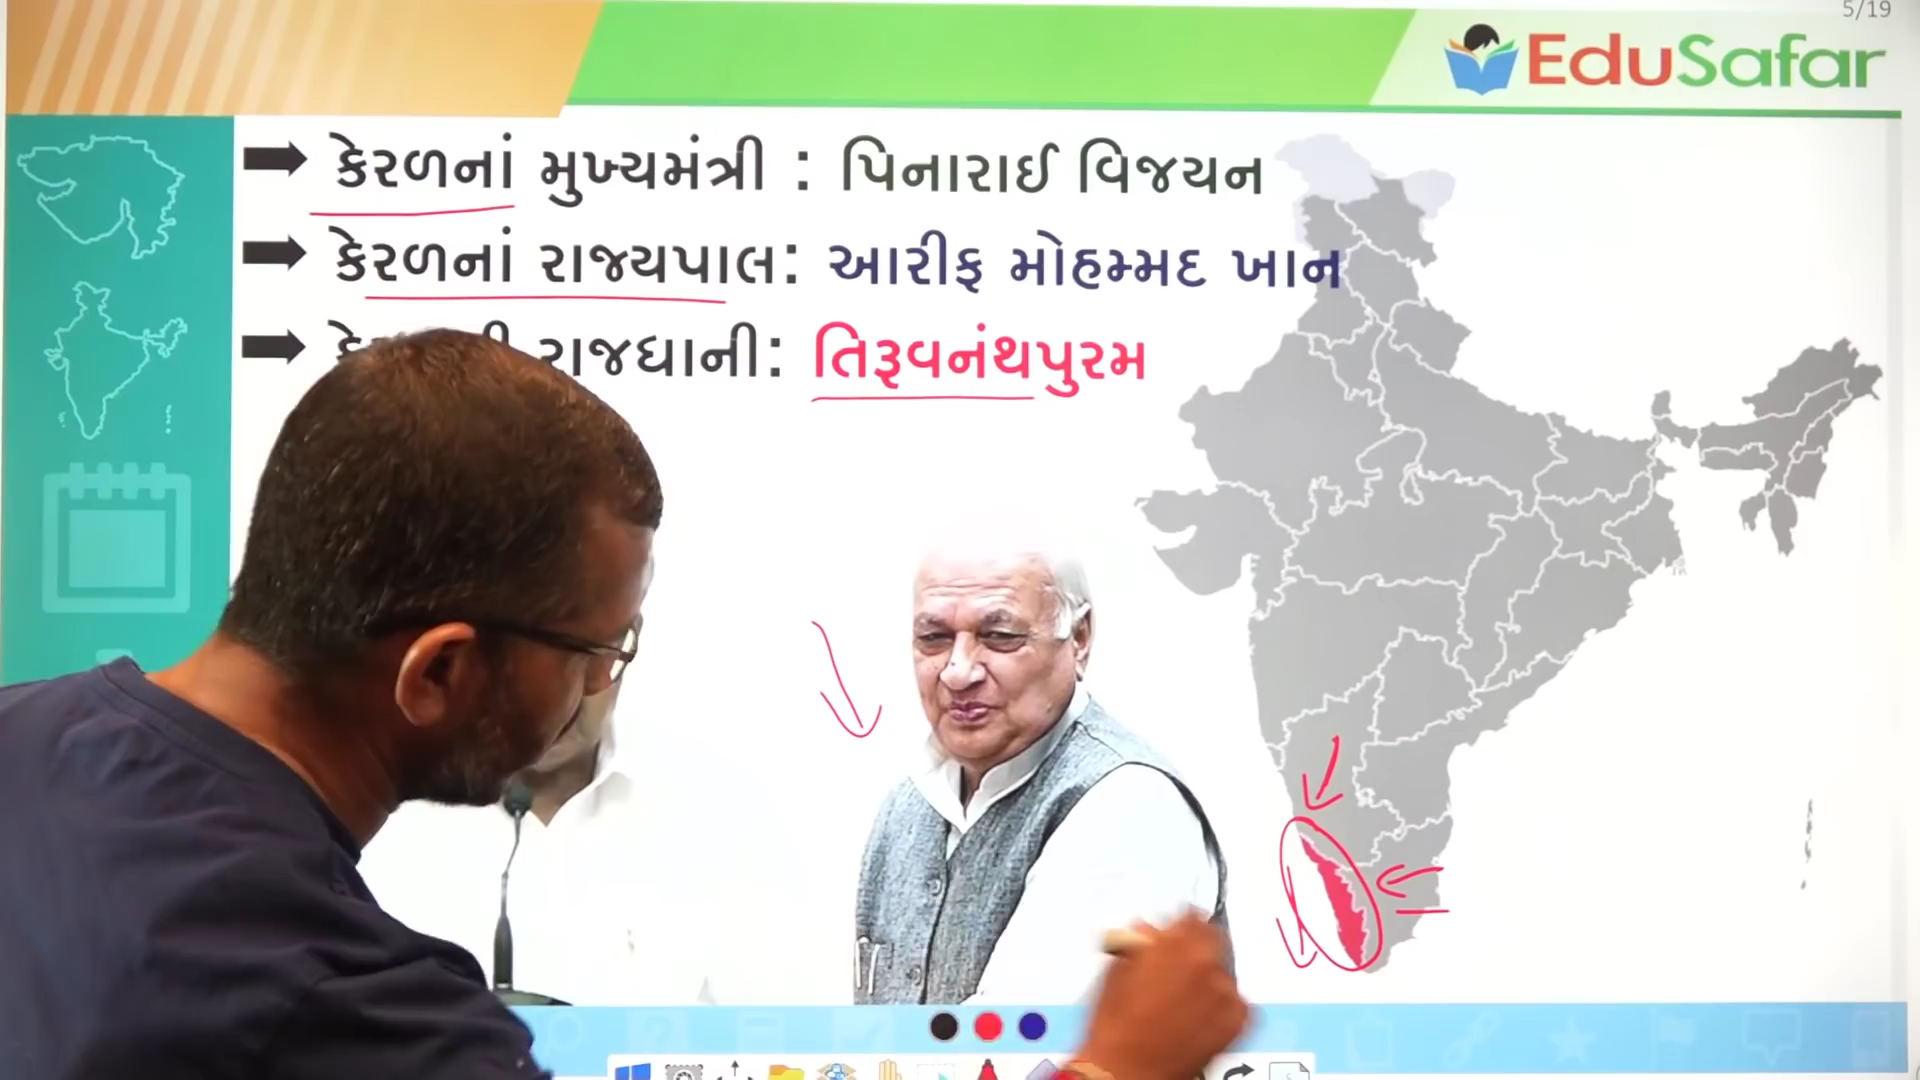 5/19
EduSafar
કેરળનાં મુખ્યમંત્રી : પિનારાઈ વિજયન
કેરળનાં રાજ્યપાલ: આરીફ મોહમ્મદ ખાન
રાજધાની: તિરૂવનંથપુરમ